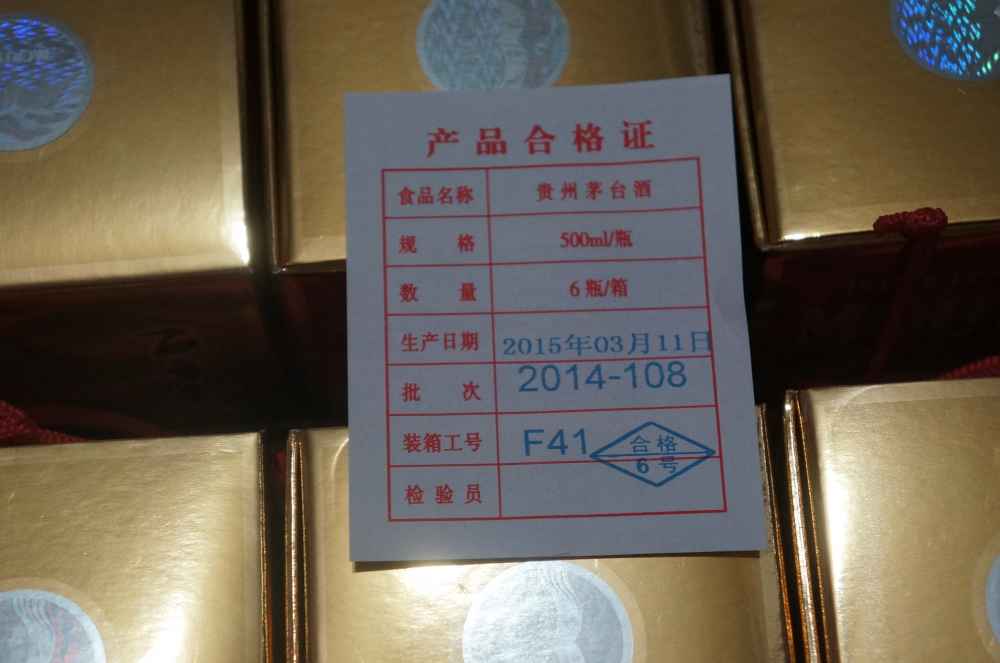 产品合格证
食品名称 贵州茅台酒
规格 500ml/瓶
数量 6瓶/箱
生产日期 2015年03月11日
批次 2014-108
装箱工号 F41
合格
6号
检验员